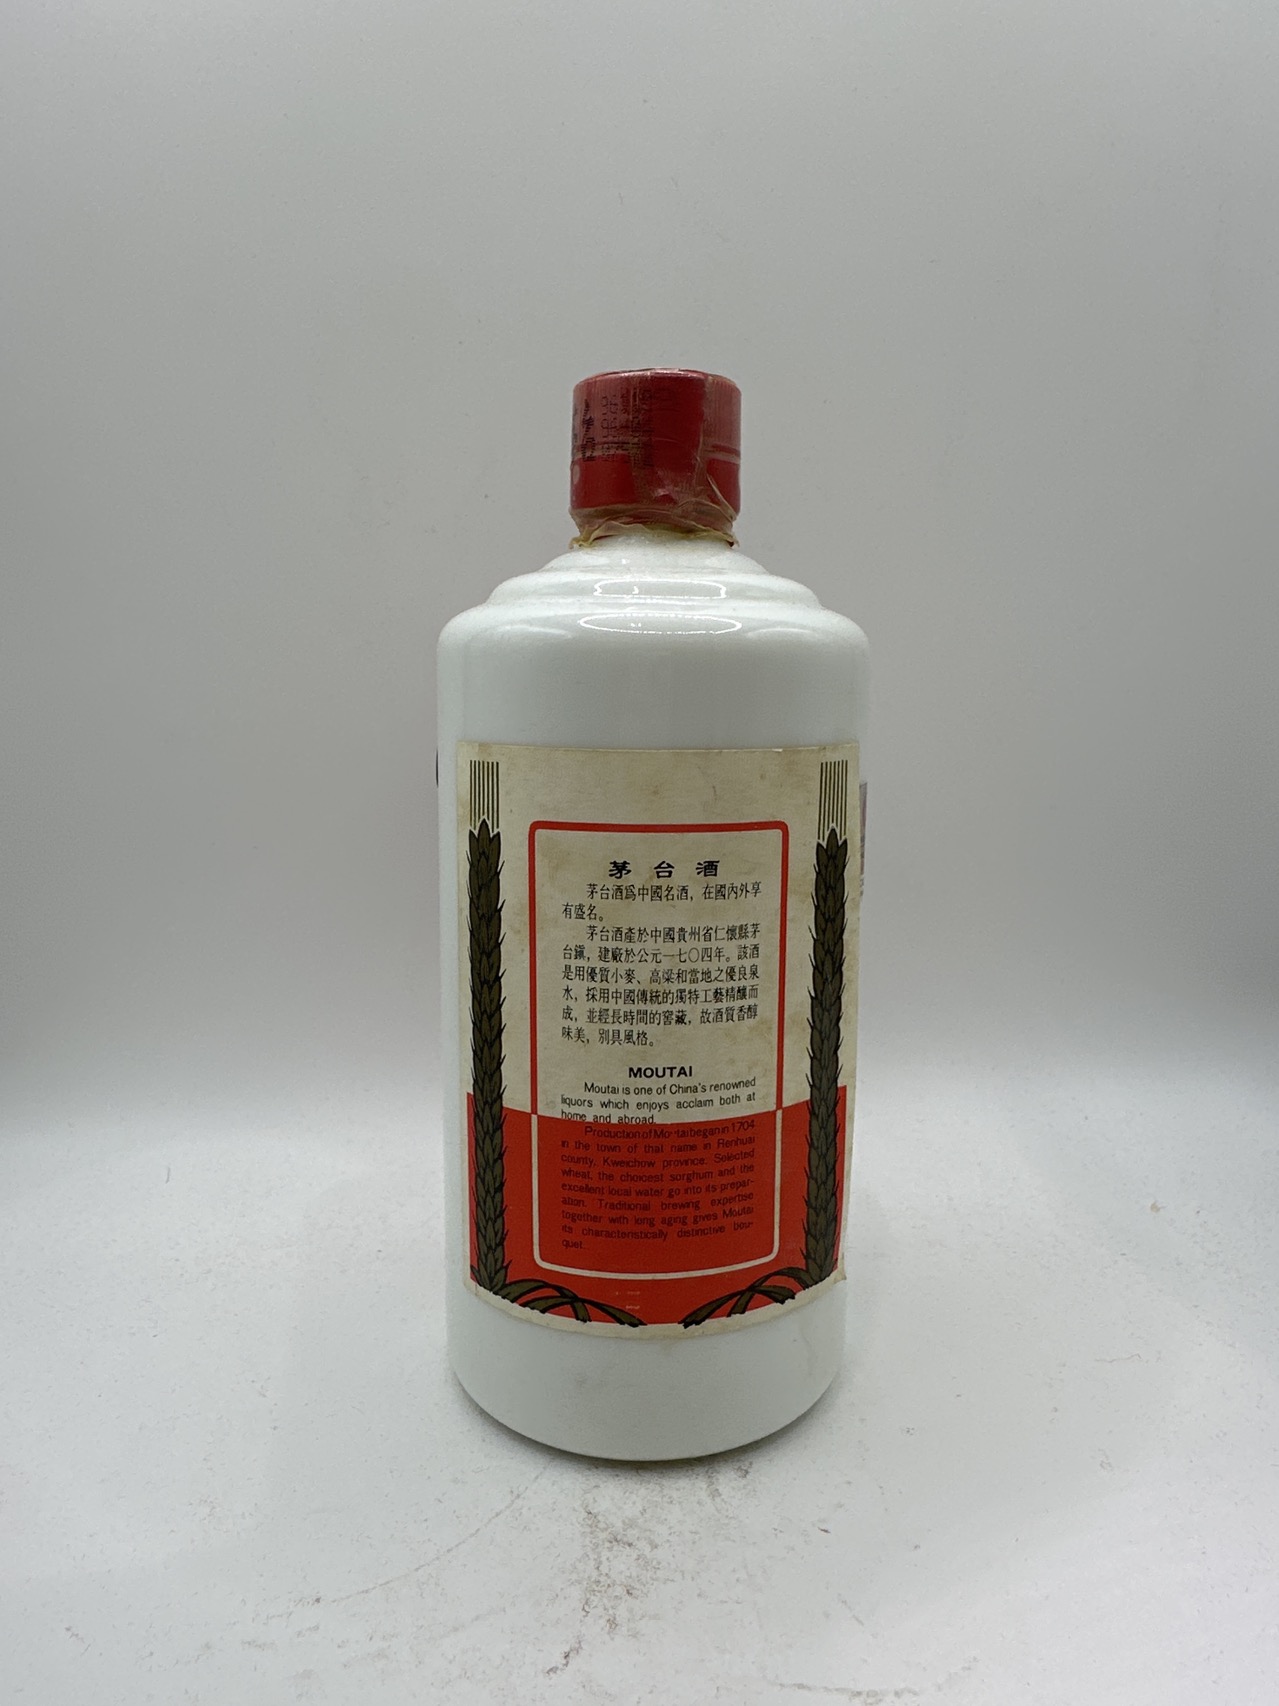 茅台酒
茅台酒爲中國名酒，在國內外享
有盛名。
茅台酒產於中國貴州省仁懷縣茅
台鎭，建廠於公元一七〇四年。該酒
是用優質小麥、高粱和當地之優良泉
水，採用中國傳統的獨特工藝精釀而
成，並經長時間的窖藏，故酒質香醇
味美，別具風格。
MOUTAI
Moutai is one of China's renowned
liquors which enjoys acclaim both at
home and abroad.
Production of Moutai began in 1704
in the town of that name in Renhuai
county, Kweichow province. Selected
wheat, the choicest sorghum and the
excellent local water go into its prepar-
ation. Traditional brewing expertise
together with long aging gives Moutai
its characteristically distinctive bou-
quet.